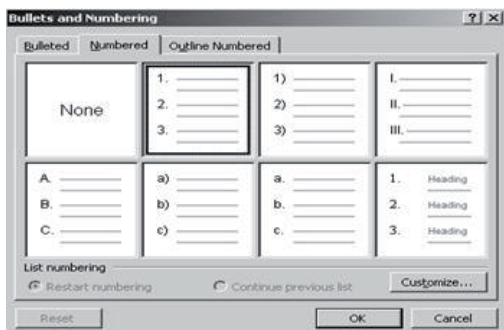 Bullets and Numbering
Bulleted Numbered Outline Numbered
None
1.
2.
3.
1)
2)
3)
I.
II.
III.
A.
B.
C.
a)
b)
c)
a.
b.
c.
1. Heading
2. Heading
3. Heading
List numbering
Restart numbering Continue previous list Customize...
Reset OK Cancel